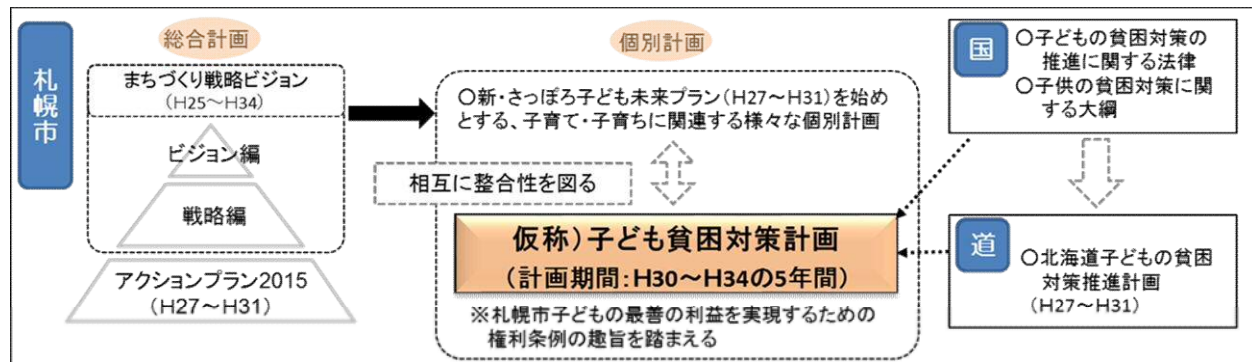 札幌市
総合計画
まちづくり戦略ビジョン
(H25～H34)
ビジョン編
戦略編
アクションプラン2015
(H27～H31)
個別計画
○新・さっぽろ子ども未来プラン(H27～H31)を始め
とする、子育て・子育ちに関連する様々な個別計画
相互に整合性を図る
仮称)子ども貧困対策計画
(計画期間:H30～H34の5年間)
※札幌市子どもの最善の利益を実現するための
権利条例の趣旨を踏まえる
国
○子どもの貧困対策の
推進に関する法律
○子供の貧困対策に関
する大綱
道
○北海道子どもの貧困
対策推進計画
(H27～H31)